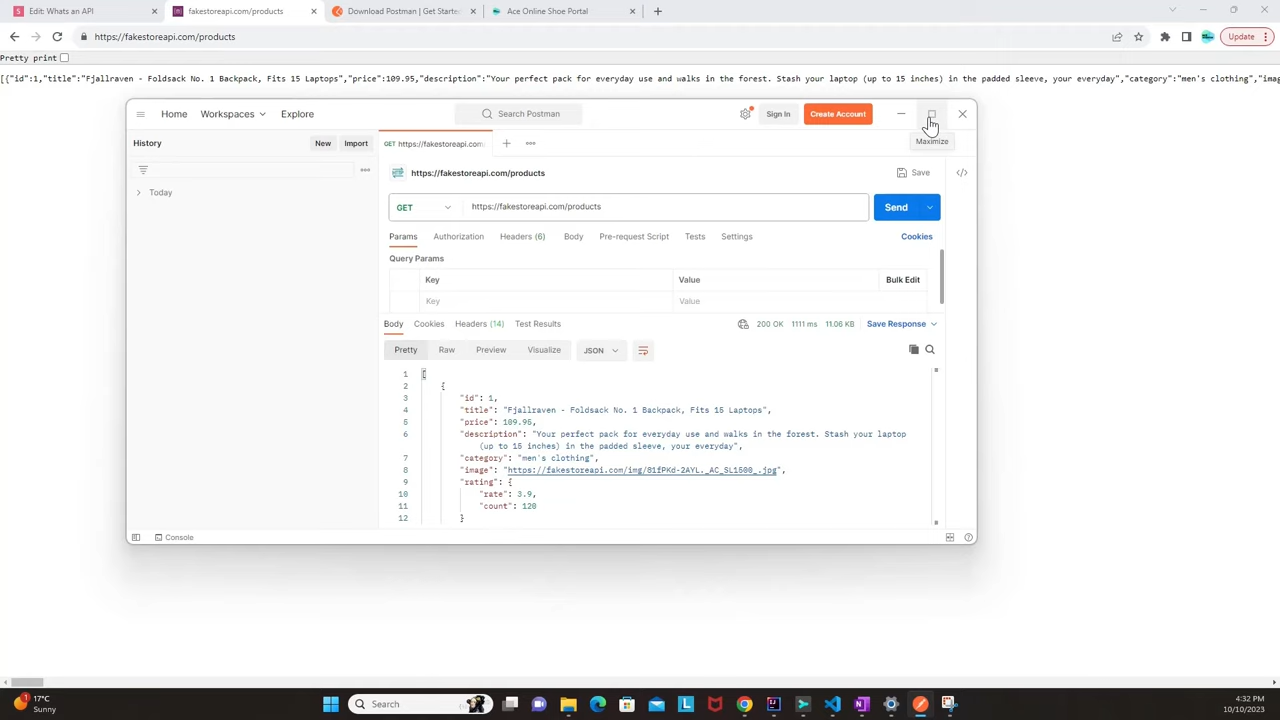 Edit: Whats an API
fakestoreapi.com/products
Download Postman | Get Starte
Ace Online Shoe Portal
https://fakestoreapi.com/products
Update
Pretty print
[{"id":1,"title":"Fjallraven - Foldsack No. 1 Backpack, Fits 15 Laptops","price":109.95,"description":"Your perfect pack for everyday use and walks in the forest. Stash your laptop (up to 15 inches) in the padded sleeve, your everyday","category":"men's clothing","imag
Home
Workspaces
Explore
Search Postman
Sign In
Create Account
History
New
Import
GET https://fakestoreapi.com
Maximize
Today
https://fakestoreapi.com/products
Save
</>
GET
https://fakestoreapi.com/products
Send
Params
Authorization
Headers (6)
Body
Pre-request Script
Tests
Settings
Cookies
Query Params
Key
Value
Bulk Edit
Key
Value
Body
Cookies
Headers (14)
Test Results
200 OK
1111 ms
11.06 KB
Save Response
Pretty
Raw
Preview
Visualize
JSON
1 [
2 {
3 "id": 1,
4 "title": "Fjallraven - Foldsack No. 1 Backpack, Fits 15 Laptops",
5 "price": 109.95,
6 "description": "Your perfect pack for everyday use and walks in the forest. Stash your laptop
(up to 15 inches) in the padded sleeve, your everyday",
7 "category": "men's clothing",
8 "image": "https://fakestoreapi.com/img/81fPKd-2AYL._AC_SL1500_.jpg",
9 "rating": {
10 "rate": 3.9,
11 "count": 120
12 }
Console
17°C
Sunny
Search
4:32 PM
10/10/2023